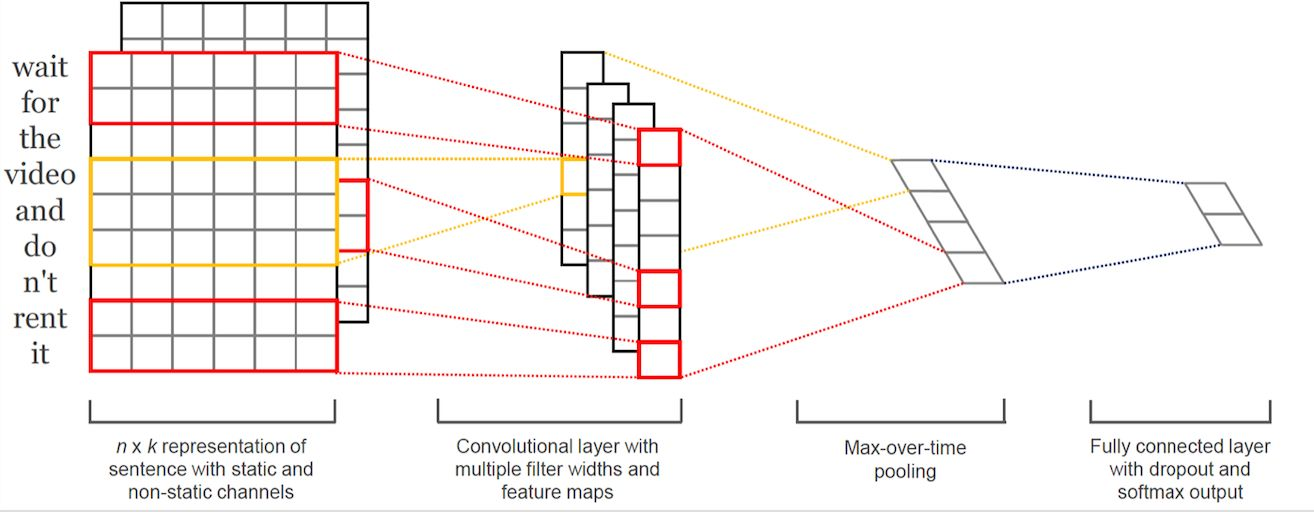 wait
for
the
video
and
do
n't
rent
it
n x k representation of
sentence with static and
non-static channels
Convolutional layer with
multiple filter widths and
feature maps
Max-over-time
pooling
Fully connected layer
with dropout and
softmax output